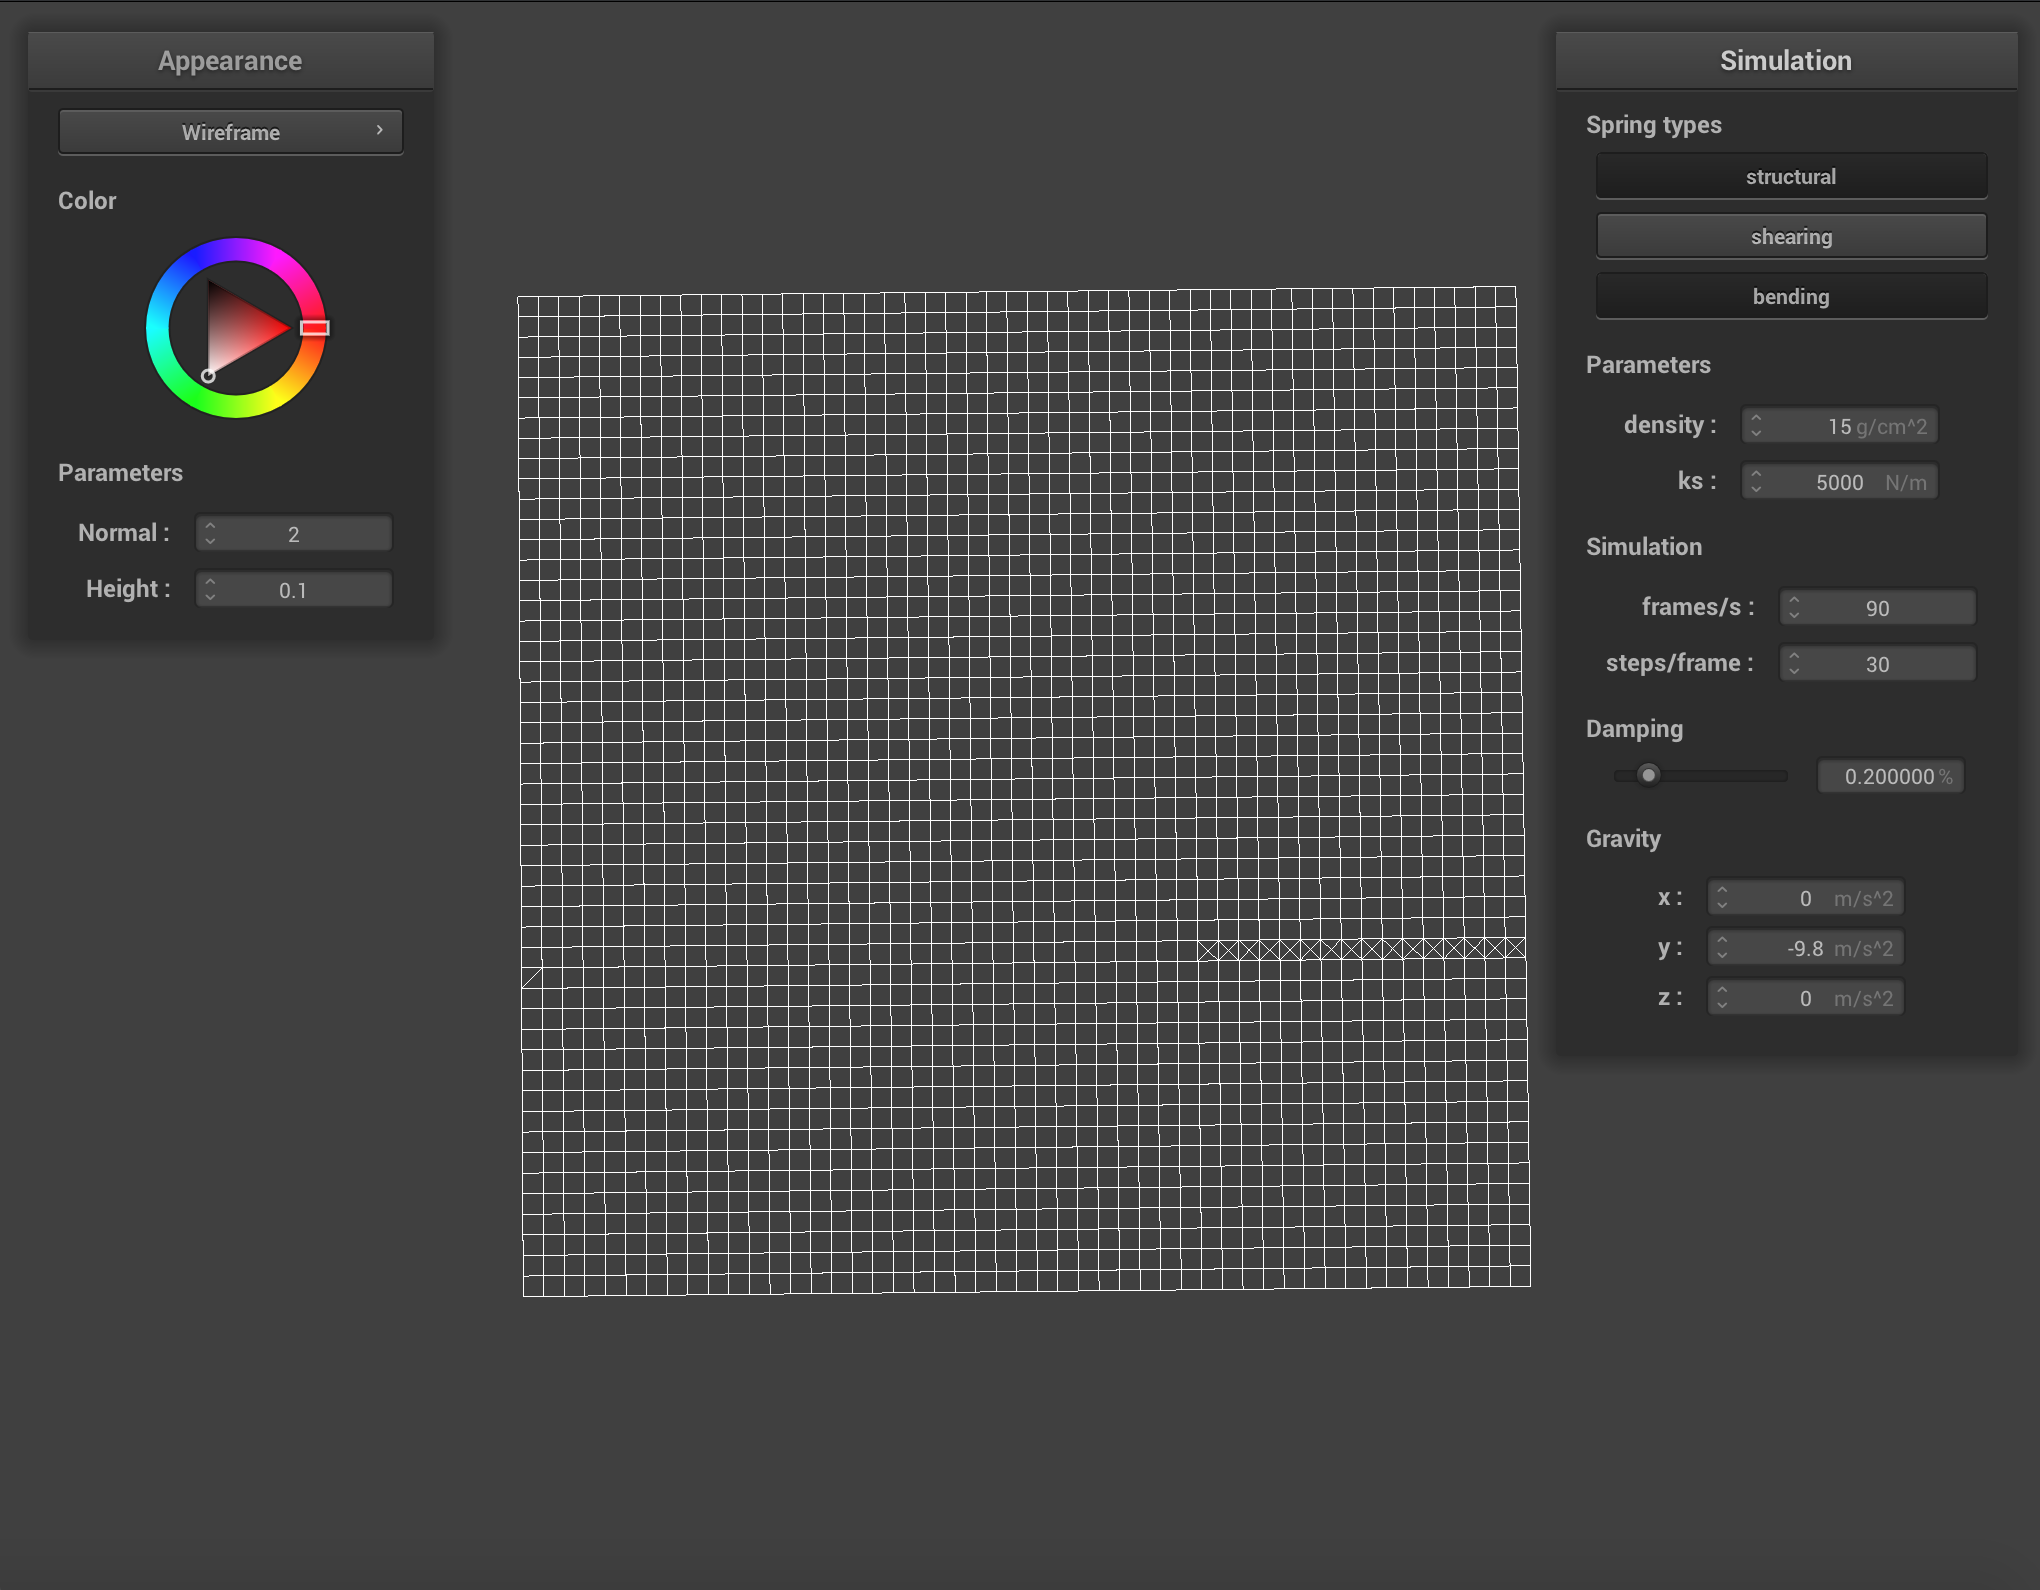 Appearance
Wireframe
Color
Parameters
Normal : 2
Height : 0.1
Simulation
Spring types
structural
shearing
bending
Parameters
density : 15 g/cm^2
ks : 5000 N/m
Simulation
frames/s : 90
steps/frame : 30
Damping
0.200000 %
Gravity
x : 0 m/s^2
y : -9.8 m/s^2
z : 0 m/s^2